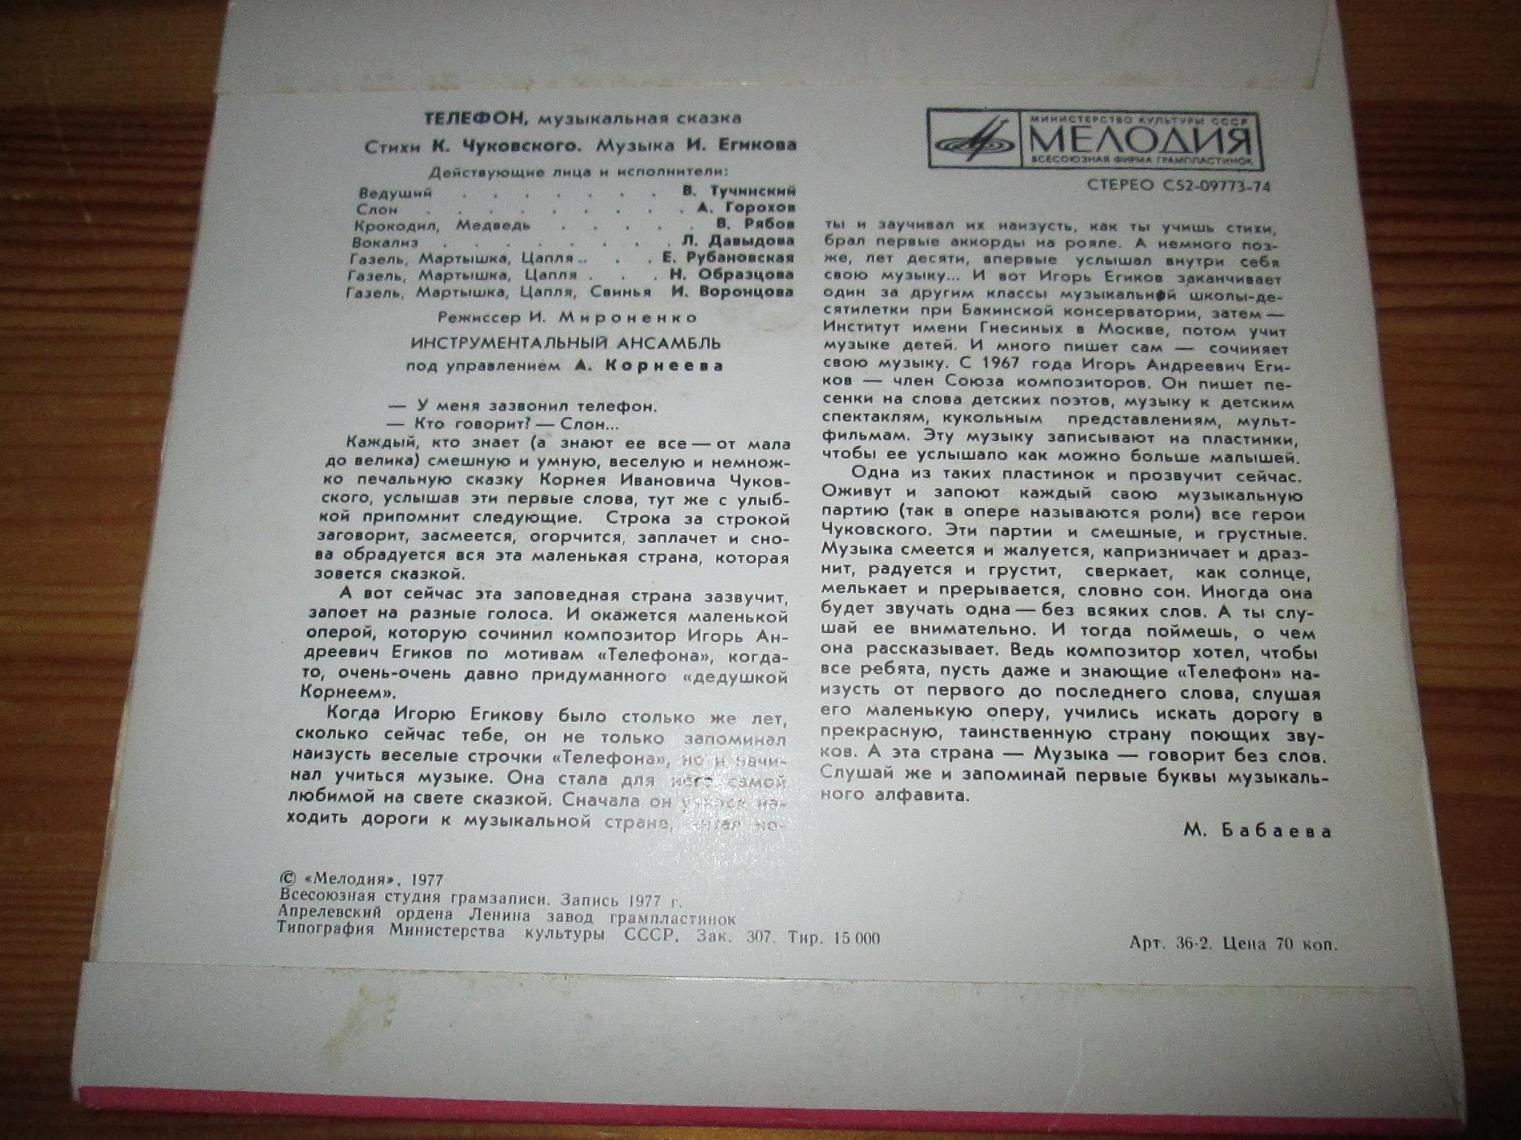 ТЕЛЕФОН, музыкальная сказка
Стихи К. Чуковского. Музыка И. Егикова
Действующие лица и исполнители:
Ведущий . . . . . . В. Тучинский
Слон . . . . . . . . А. Горохов
Крокодил, Медведь . . . . . В. Рябов
Вокализ . . . . . . . Л. Давыдова
Газель, Мартышка, Цапля . . . . Е. Рубановская
Газель, Мартышка, Цапля . . . Н. Образцова
Газель, Мартышка, Цапля, Свинья И. Воронцова
Режиссер И. Мироненко
ИНСТРУМЕНТАЛЬНЫЙ АНСАМБЛЬ
под управлением А. Корнеева
— У меня зазвонил телефон.
— Кто говорит? — Слон...
Каждый, кто знает (а знают ее все — от мала
до велика) смешную и умную, веселую и немнож-
ко печальную сказку Корнея Ивановича Чуков-
ского, услышав эти первые слова, тут же с улыб-
кой припомнит следующие. Строка за строкой
заговорит, засмеется, огорчится, заплачет и сно-
ва обрадуется вся эта маленькая страна, которая
зовется сказкой.
А вот сейчас эта заповедная страна зазвучит,
запоет на разные голоса. И окажется маленькой
оперой, которую сочинил композитор Игорь Ан-
дреевич Егиков по мотивам «Телефона», когда-
то, очень-очень давно придуманного «дедушкой
Корнеем».
Когда Игорю Егикову было столько же лет,
сколько сейчас тебе, он не только запоминал
наизусть веселые строчки «Телефона», но и начи-
нал учиться музыке. Она стала для него самой
любимой на свете сказкой. Сначала он учился на-
ходить дороги к музыкальной стране, читал но-
МИНИСТЕРСТВО КУЛЬТУРЫ СССР
МЕЛОДИЯ
ВСЕСОЮЗНАЯ ФИРМА ГРАМПЛАСТИНОК
СТЕРЕО С52-09773-74
ты и заучивал их наизусть, как ты учишь стихи,
брал первые аккорды на рояле. А немного поз-
же, лет десяти, впервые услышал внутри себя
свою музыку... И вот Игорь Егиков заканчивает
один за другим классы музыкальной школы-де-
сятилетки при Бакинской консерватории, затем —
Институт имени Гнесиных в Москве, потом учит
музыке детей. И много пишет сам — сочиняет
свою музыку. С 1967 года Игорь Андреевич Еги-
ков — член Союза композиторов. Он пишет пе-
сенки на слова детских поэтов, музыку к детским
спектаклям, кукольным представлениям, мульт-
фильмам. Эту музыку записывают на пластинки,
чтобы ее услышало как можно больше малышей.
Одна из таких пластинок и прозвучит сейчас.
Оживут и запоют каждый свою музыкальную
партию (так в опере называются роли) все герои
Чуковского. Эти партии и смешные, и грустные.
Музыка смеется и жалуется, капризничает и драз-
нит, радуется и грустит, сверкает, как солнце,
мелькает и прерывается, словно сон. Иногда она
будет звучать одна — без всяких слов. А ты слу-
шай ее внимательно. И тогда поймешь, о чем
она рассказывает. Ведь композитор хотел, чтобы
все ребята, пусть даже и знающие «Телефон» на-
изусть от первого до последнего слова, слушая
его маленькую оперу, учились искать дорогу в
прекрасную, таинственную страну поющих зву-
ков. А эта страна — Музыка — говорит без слов.
Слушай же и запоминай первые буквы музыкаль-
ного алфавита.
М. Бабаева
© «Мелодия», 1977
Всесоюзная студия грамзаписи. Запись 1977 г.
Апрелевский ордена Ленина завод грампластинок
Типография Министерства культуры СССР. Зак. 307. Тир. 15 000
Арт. 36-2. Цена 70 коп.